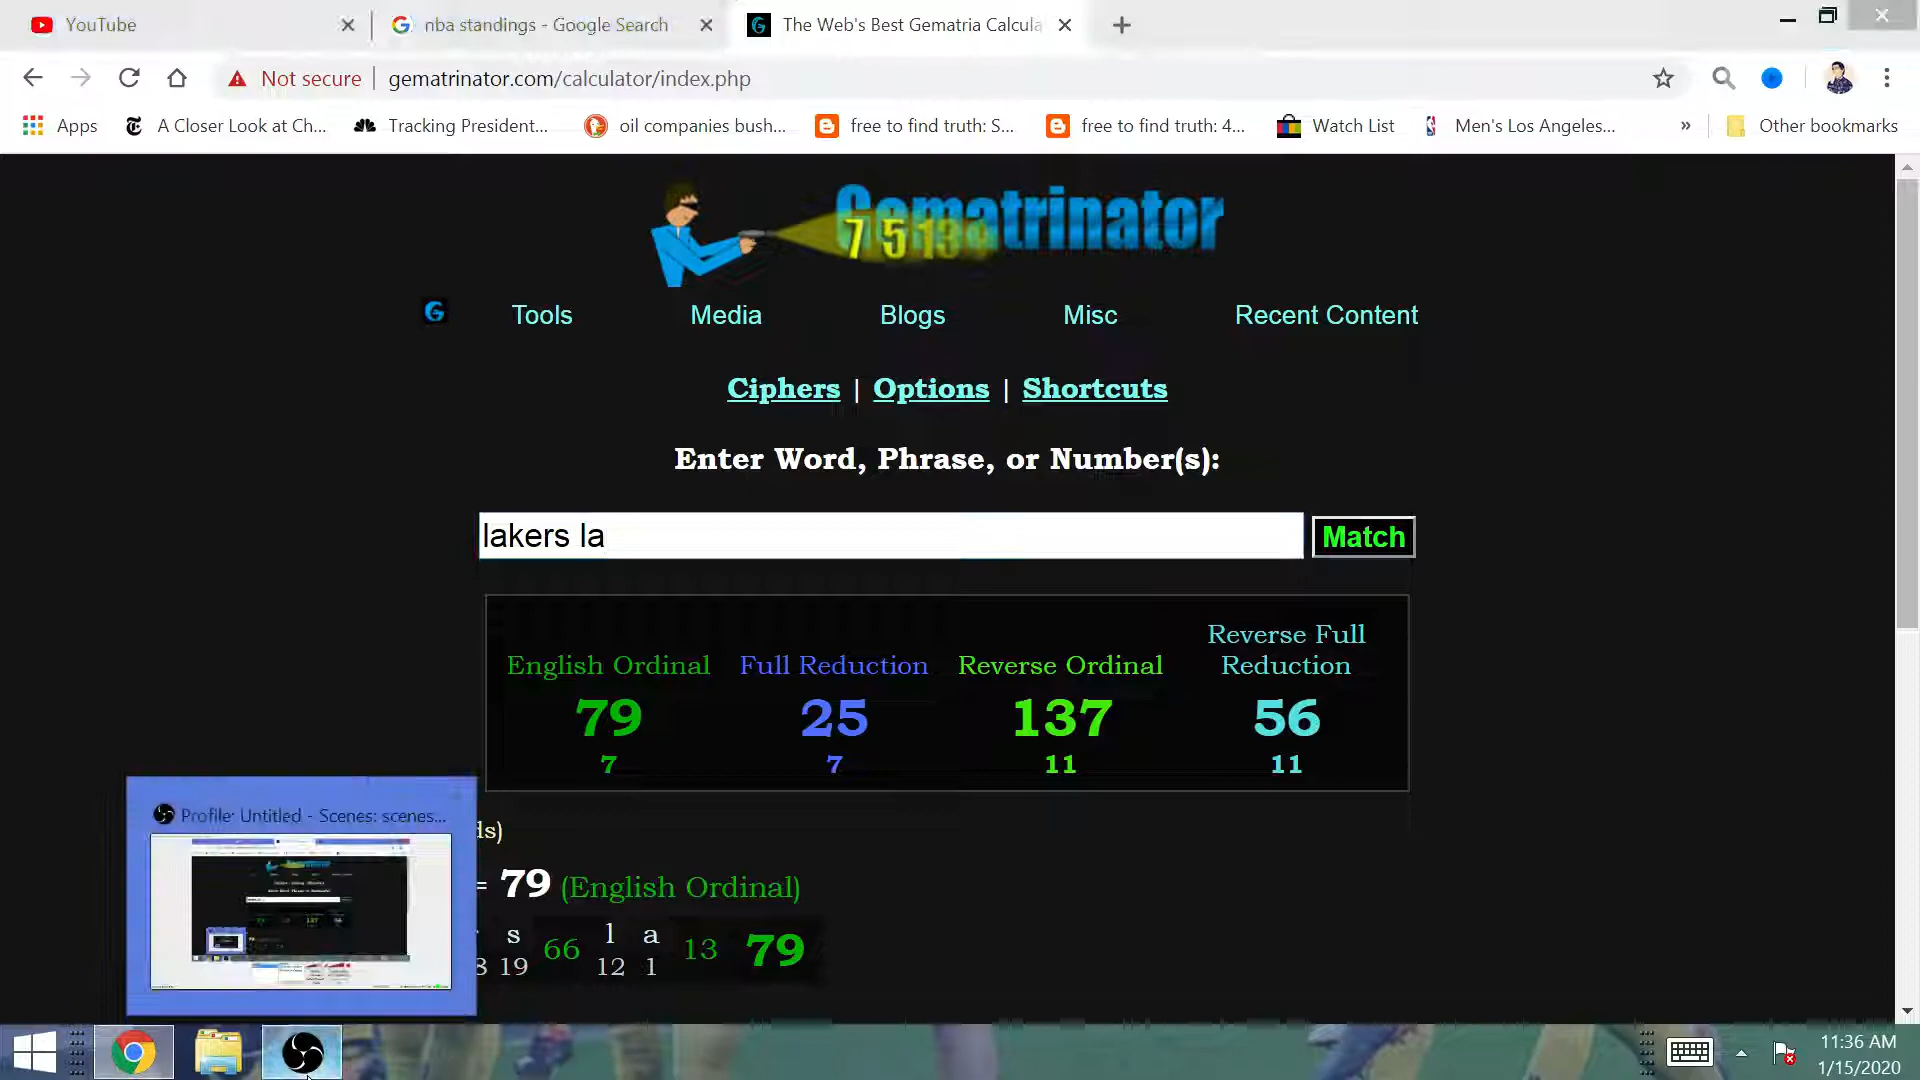 YouTube
nba standings - Google Search
The Web's Best Gematria Calcula
Not secure
gematrinator.com/calculator/index.php
Apps
A Closer Look at Ch...
Tracking President...
oil companies bush...
free to find truth: S...
free to find truth: 4...
Watch List
Men's Los Angeles...
»
Other bookmarks
Gematrinator
7 5 13
Tools
Media
Blogs
Misc
Recent Content
Ciphers | Options | Shortcuts
Enter Word, Phrase, or Number(s):
lakers la
Match
English Ordinal
Full Reduction
Reverse Ordinal
Reverse Full
Reduction
79 25 137 56
7 7 11 11
Profile: Untitled - Scenes: scenes...
ds)
= 79 (English Ordinal)
s 66 l a 13 79
8 19 12 1
11:36 AM
1/15/2020